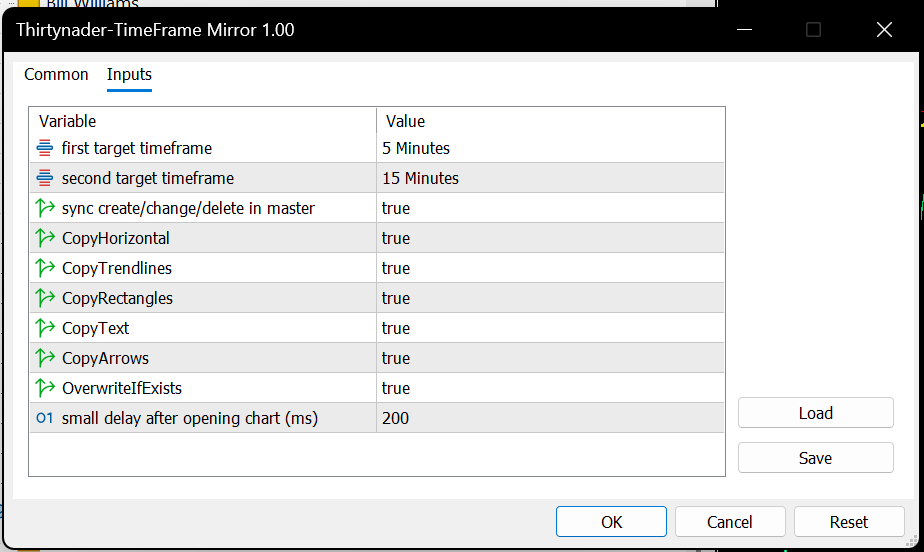 Bill Williams
Thirtynader-TimeFrame Mirror 1.00
Common Inputs
Variable Value
first target timeframe 5 Minutes
second target timeframe 15 Minutes
sync create/change/delete in master true
CopyHorizontal true
CopyTrendlines true
CopyRectangles true
CopyText true
CopyArrows true
OverwriteIfExists true
01 small delay after opening chart (ms) 200
Load
Save
OK Cancel Reset